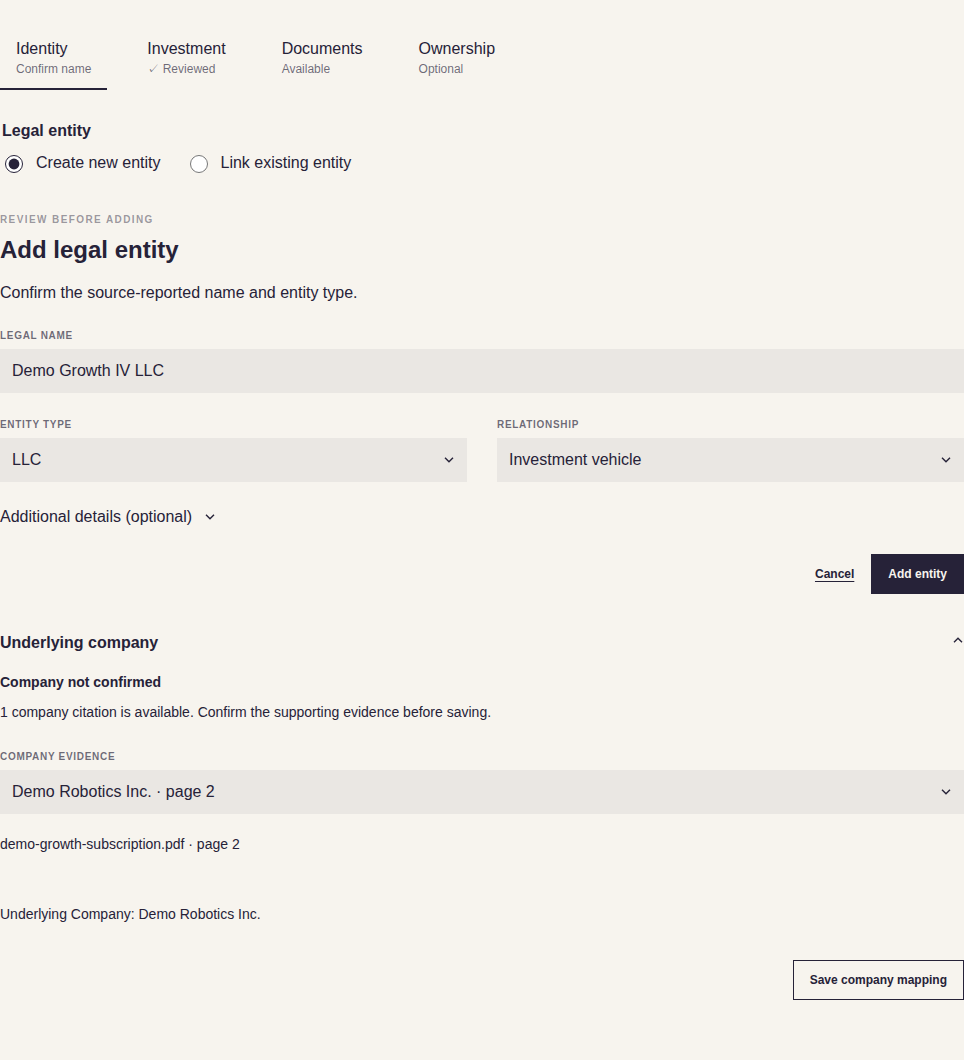 Identity Investment Documents Ownership
Confirm name ✓ Reviewed Available Optional
Legal entity
Create new entity Link existing entity
REVIEW BEFORE ADDING
Add legal entity
Confirm the source-reported name and entity type.
LEGAL NAME
Demo Growth IV LLC
ENTITY TYPE RELATIONSHIP
LLC Investment vehicle
Additional details (optional)
Cancel Add entity
Underlying company
Company not confirmed
1 company citation is available. Confirm the supporting evidence before saving.
COMPANY EVIDENCE
Demo Robotics Inc. · page 2
demo-growth-subscription.pdf · page 2
Underlying Company: Demo Robotics Inc.
Save company mapping